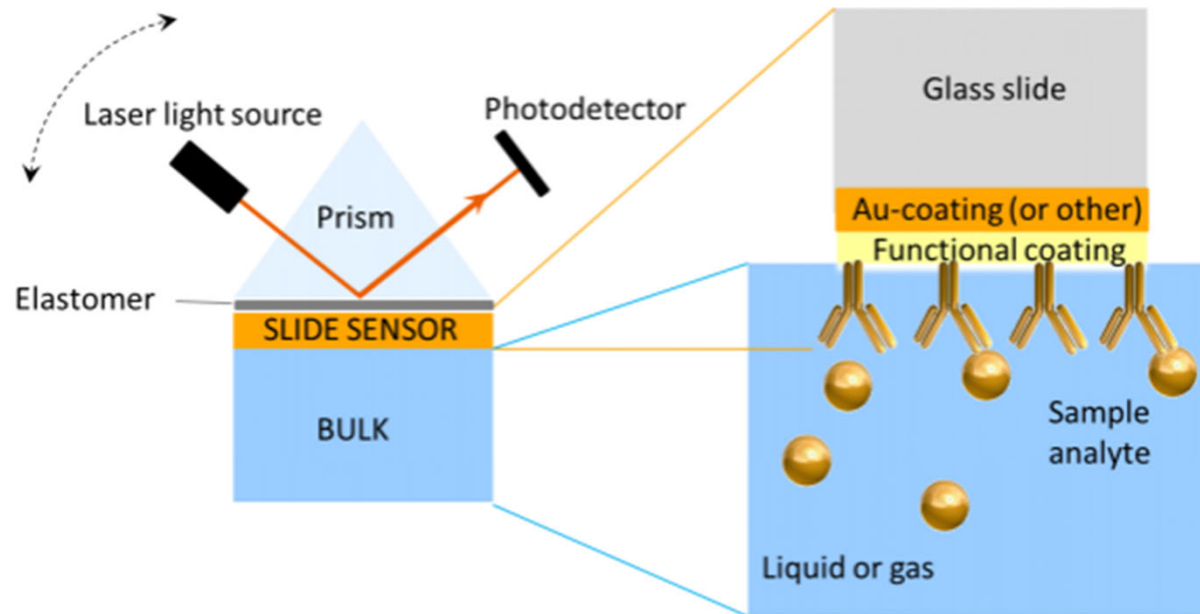 Laser light source
Photodetector
Prism
Elastomer
SLIDE SENSOR
BULK
Glass slide
Au-coating (or other)
Functional coating
Sample
analyte
Liquid or gas